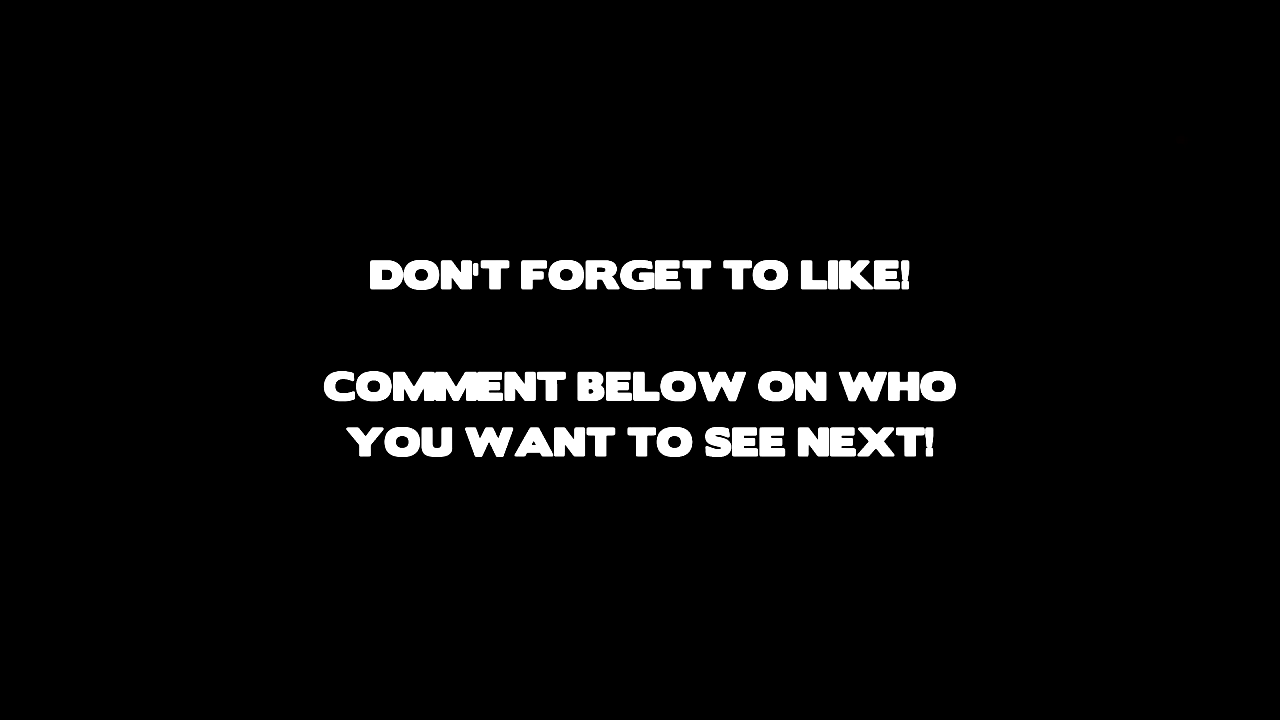 DON'T FORGET TO LIKE!
COMMENT BELOW ON WHO
YOU WANT TO SEE NEXT!